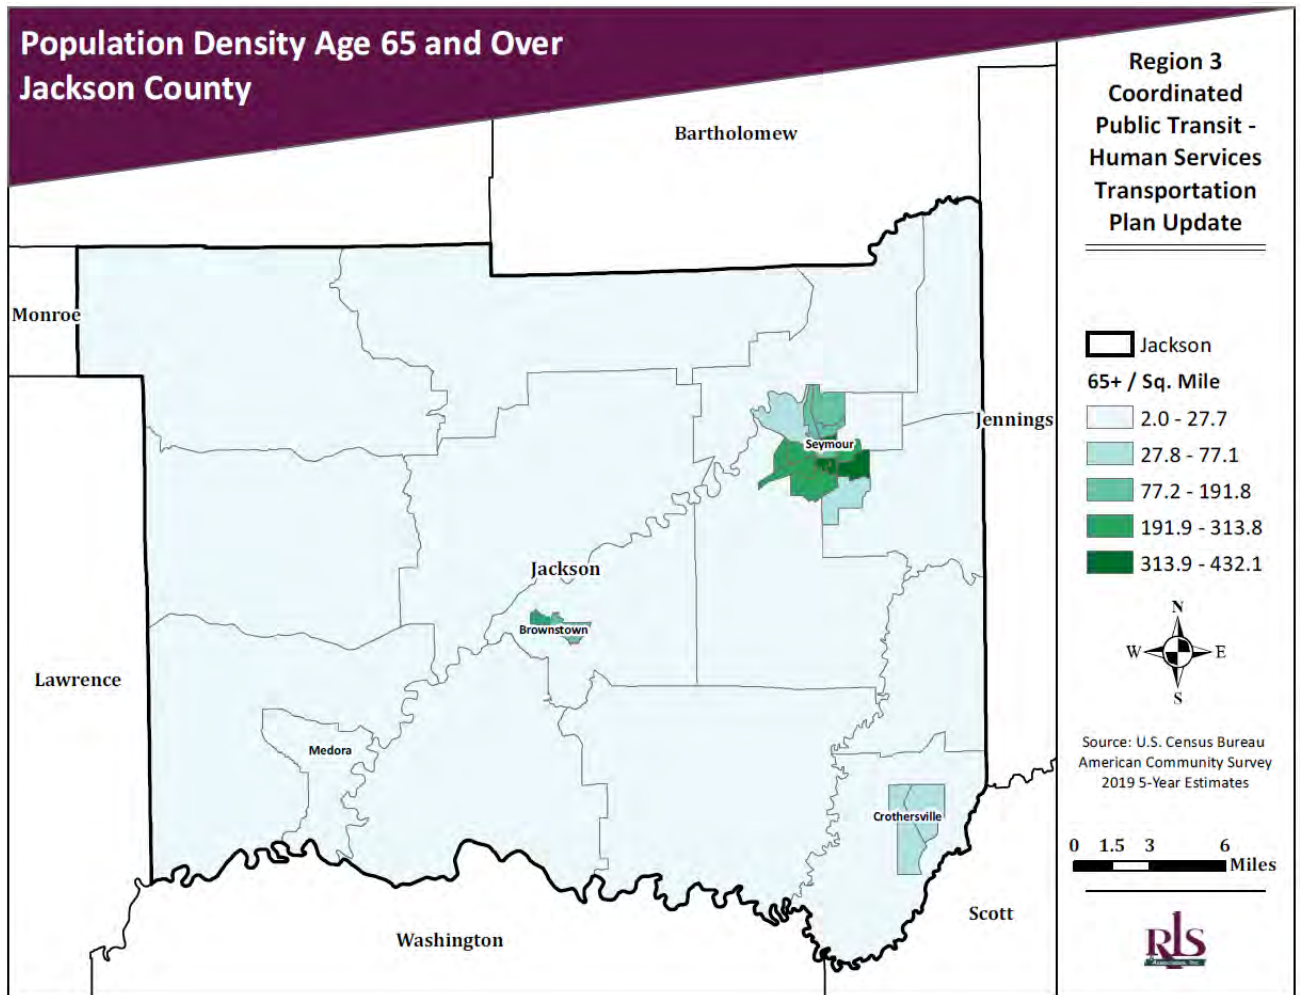 Population Density Age 65 and Over
Jackson County
Region 3
Coordinated
Public Transit -
Human Services
Transportation
Plan Update
Bartholomew
Monroe
Jennings
Seymour
Jackson
Brownstown
Lawrence
Medora
Crothersville
Washington
Scott
Jackson
65+ / Sq. Mile
2.0 - 27.7
27.8 - 77.1
77.2 - 191.8
191.9 - 313.8
313.9 - 432.1
N
W
E
S
Source: U.S. Census Bureau
American Community Survey
2019 5-Year Estimates
0 1.5 3 6
Miles
RLS
& Associates, Inc.